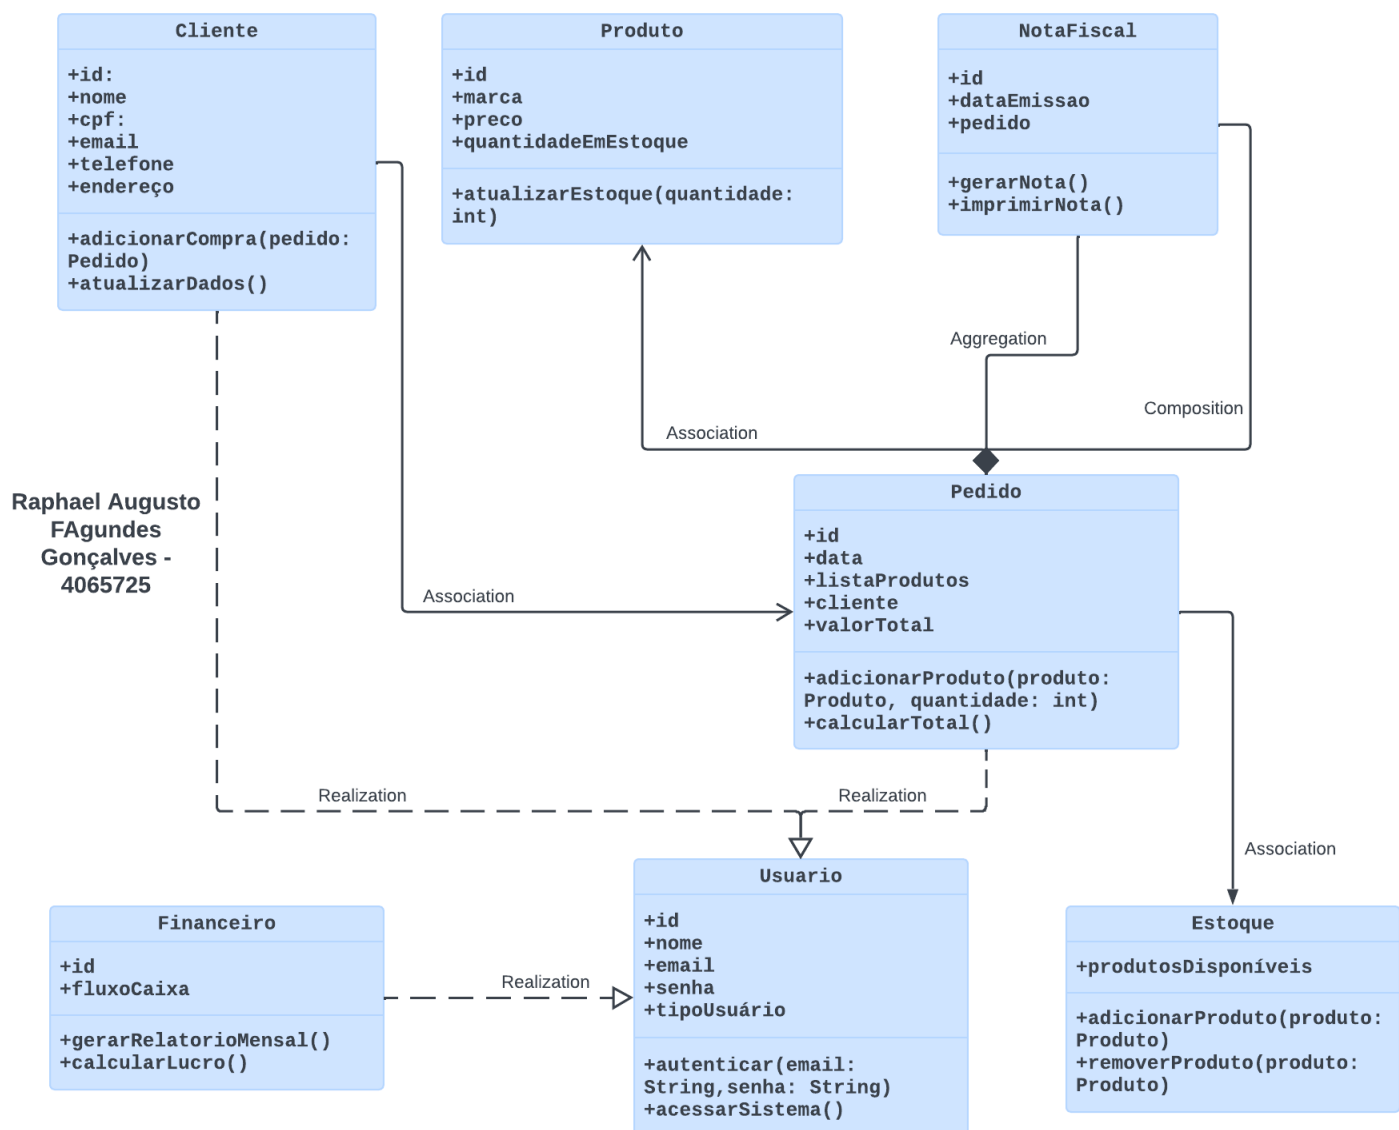 Cliente
+id:
+nome
+cpf:
+email
+telefone
+endereço
+adicionarCompra(pedido:
Pedido)
+atualizarDados()
Produto
+id
+marca
+preco
+quantidadeEmEstoque
+atualizarEstoque(quantidade:
int)
NotaFiscal
+id
+dataEmissao
+pedido
+gerarNota()
+imprimirNota()
Aggregation
Composition
Association
Raphael Augusto
FAgundes
Gonçalves -
4065725
Association
Pedido
+id
+data
+listaProdutos
+cliente
+valorTotal
+adicionarProduto(produto:
Produto, quantidade: int)
+calcularTotal()
Realization
Realization
Association
Financeiro
+id
+fluxoCaixa
+gerarRelatorioMensal()
+calcularLucro()
Realization
Usuario
+id
+nome
+email
+senha
+tipoUsuário
+autenticar(email:
String,senha: String)
+acessarSistema()
Estoque
+produtosDisponíveis
+adicionarProduto(produto:
Produto)
+removerProduto(produto:
Produto)